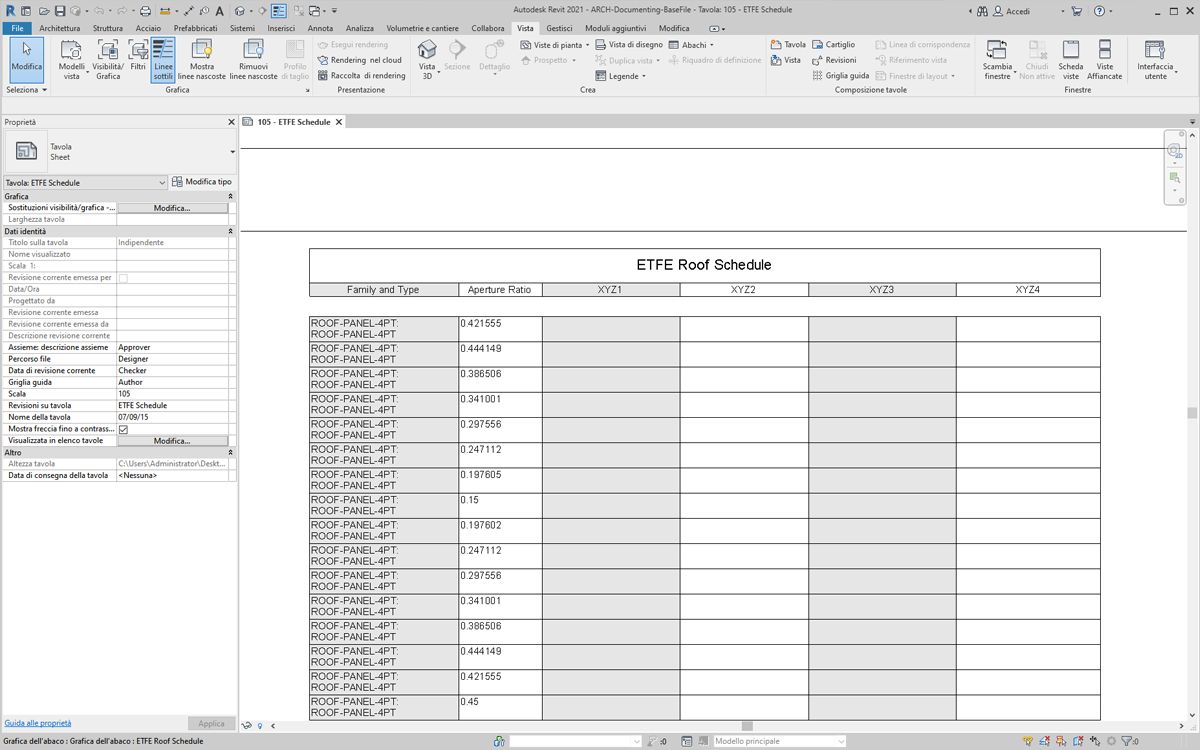 Autodesk Revit 2021 - ARCH-Documenting-BaseFile - Tavola: 105 - ETFE Schedule
Accedi
File Architettura Struttura Acciaio Prefabbricati Sistemi Inserisci Annota Analizza Volumetrie e cantiere Collabora Vista Gestisci Moduli aggiuntivi Modifica
Modifica
Modelli vista
Visibilità/ Grafica
Filtri
Linee sottili
Mostra linee nascoste
Rimuovi linee nascoste
Profilo di taglio
Esegui rendering
Rendering nel cloud
Raccolta di rendering
Vista 3D
Sezione
Dettaglio
Viste di pianta
Prospetto
Viste di disegno
Duplica vista
Legende
Abachi
Riquadro di definizione
Tavola
Vista
Cartiglio
Revisioni
Griglia guida
Linea di corrispondenza
Riferimento vista
Finestre di layout
Scambia finestre
Chiudi Non attive
Scheda viste
Viste Affiancate
Interfaccia utente
Seleziona Grafica Presentazione Crea Composizione tavole Finestre
Proprietà
105 - ETFE Schedule
Tavola
Sheet
Tavola: ETFE Schedule Modifica tipo
Grafica
Sostituzioni visibilità/grafica -... Modifica...
Larghezza tavola
Dati identità
Titolo sulla tavola Indipendente
Nome visualizzato
Scala 1:
Revisione corrente emessa per
Data/Ora
Progettato da
Revisione corrente emessa
Revisione corrente emessa da
Descrizione revisione corrente
Assieme: descrizione assieme Approver
Percorso file Designer
Data di revisione corrente Checker
Griglia guida Author
Scala 105
Revisioni su tavola ETFE Schedule
Nome della tavola 07/09/15
Mostra freccia fino a contrass...
Visualizzata in elenco tavole Modifica...
Altro
Altezza tavola C:\Users\Administrator\Deskt...
Data di consegna della tavola <Nessuna>
Guida alle proprietà Applica
2D
ETFE Roof Schedule
Family and Type Aperture Ratio XYZ1 XYZ2 XYZ3 XYZ4
ROOF-PANEL-4PT: 0.421555
ROOF-PANEL-4PT
ROOF-PANEL-4PT: 0.444149
ROOF-PANEL-4PT
ROOF-PANEL-4PT: 0.386506
ROOF-PANEL-4PT
ROOF-PANEL-4PT: 0.341001
ROOF-PANEL-4PT
ROOF-PANEL-4PT: 0.297556
ROOF-PANEL-4PT
ROOF-PANEL-4PT: 0.247112
ROOF-PANEL-4PT
ROOF-PANEL-4PT: 0.197605
ROOF-PANEL-4PT
ROOF-PANEL-4PT: 0.15
ROOF-PANEL-4PT
ROOF-PANEL-4PT: 0.197602
ROOF-PANEL-4PT
ROOF-PANEL-4PT: 0.247112
ROOF-PANEL-4PT
ROOF-PANEL-4PT: 0.297556
ROOF-PANEL-4PT
ROOF-PANEL-4PT: 0.341001
ROOF-PANEL-4PT
ROOF-PANEL-4PT: 0.386506
ROOF-PANEL-4PT
ROOF-PANEL-4PT: 0.444149
ROOF-PANEL-4PT
ROOF-PANEL-4PT: 0.421555
ROOF-PANEL-4PT
ROOF-PANEL-4PT: 0.45
ROOF-PANEL-4PT
Grafica dell'abaco : Grafica dell'abaco : ETFE Roof Schedule :0 Modello principale :0